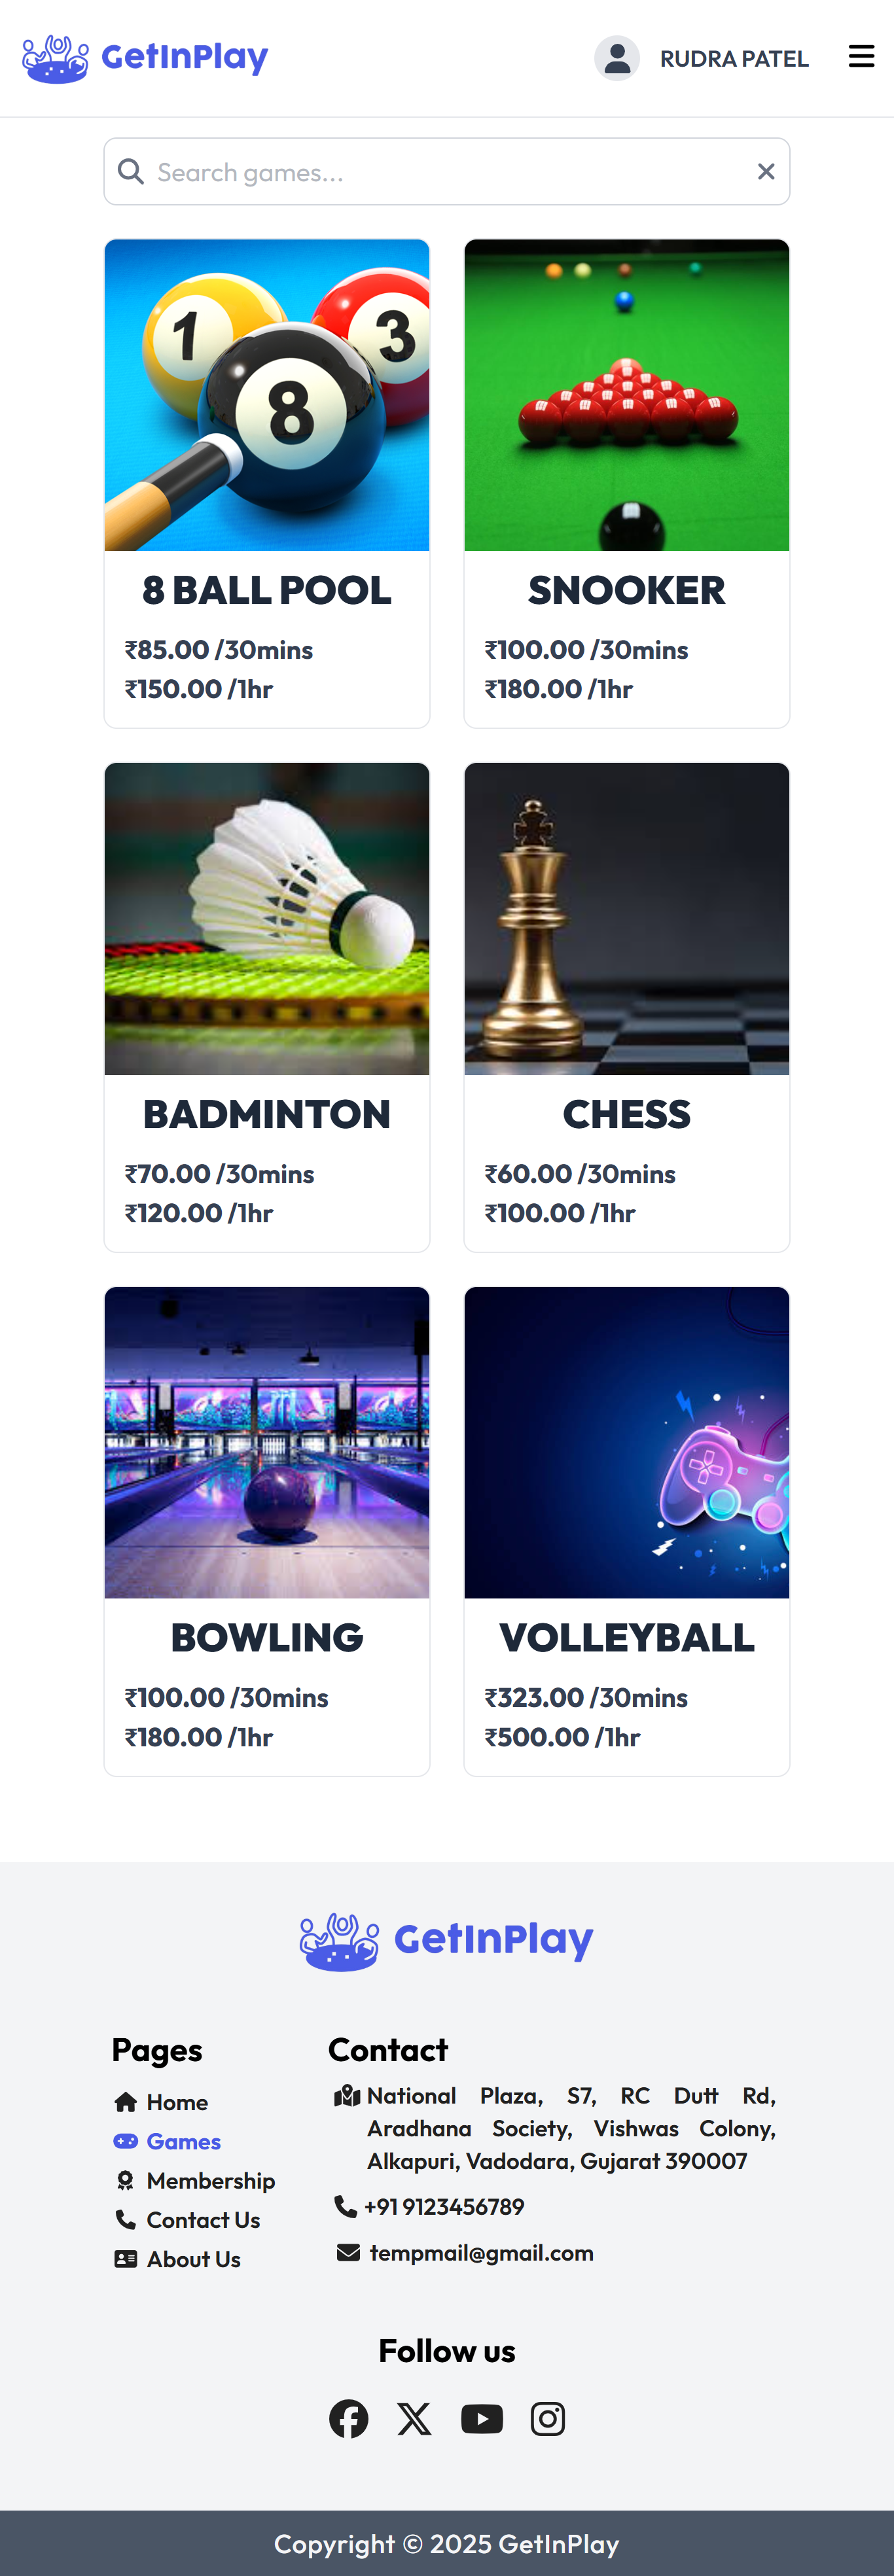 GetInPlay
RUDRA PATEL
Search games...
1
3
8
8 BALL POOL
₹85.00 /30mins
₹150.00 /1hr
SNOOKER
₹100.00 /30mins
₹180.00 /1hr
BADMINTON
₹70.00 /30mins
₹120.00 /1hr
CHESS
₹60.00 /30mins
₹100.00 /1hr
BOWLING
₹100.00 /30mins
₹180.00 /1hr
VOLLEYBALL
₹323.00 /30mins
₹500.00 /1hr
GetInPlay
Pages
Home
Games
Membership
Contact Us
About Us
Contact
National Plaza, S7, RC Dutt Rd,
Aradhana Society, Vishwas Colony,
Alkapuri, Vadodara, Gujarat 390007
+91 9123456789
tempmail@gmail.com
Follow us
Copyright © 2025 GetInPlay